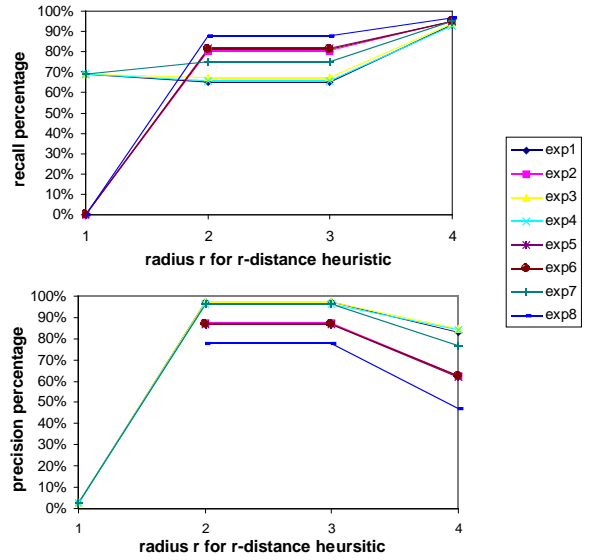 100%
90%
80%
70%
60%
50%
40%
30%
20%
10%
0%
recall percentage
1 2 3 4
radius r for r-distance heuristic
exp1
exp2
exp3
exp4
exp5
exp6
exp7
exp8
100%
90%
80%
70%
60%
50%
40%
30%
20%
10%
0%
precision percentage
1 2 3 4
radius r for r-distance heursitic